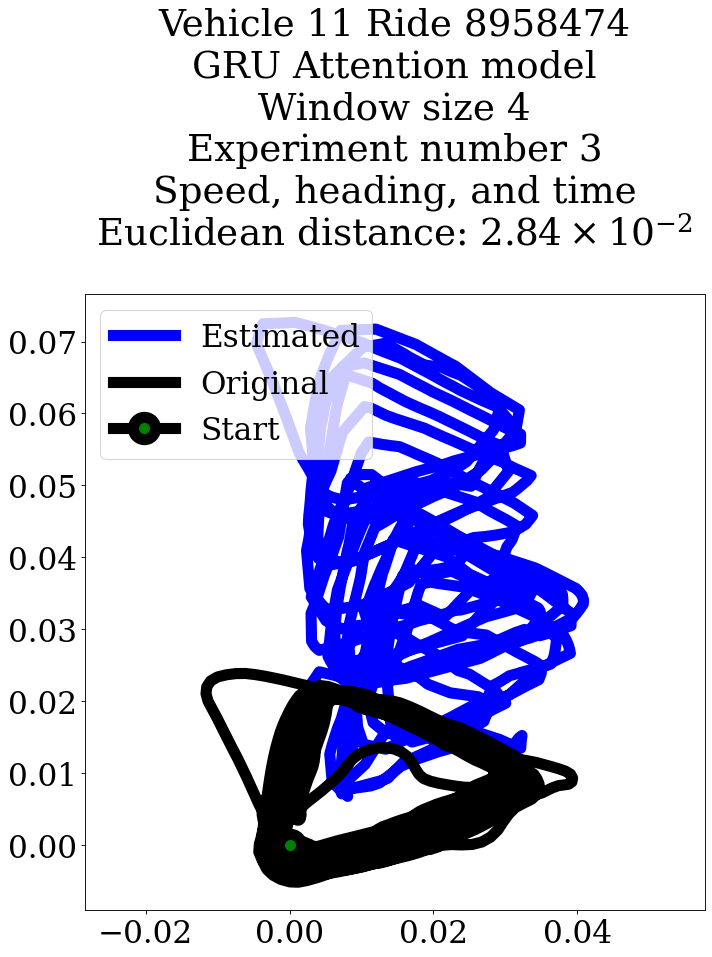 Vehicle 11 Ride 8958474
GRU Attention model
Window size 4
Experiment number 3
Speed, heading, and time
Euclidean distance: 2.84 × 10⁻²
Estimated
Original
Start
0.07
0.06
0.05
0.04
0.03
0.02
0.01
0.00
−0.02 0.00 0.02 0.04